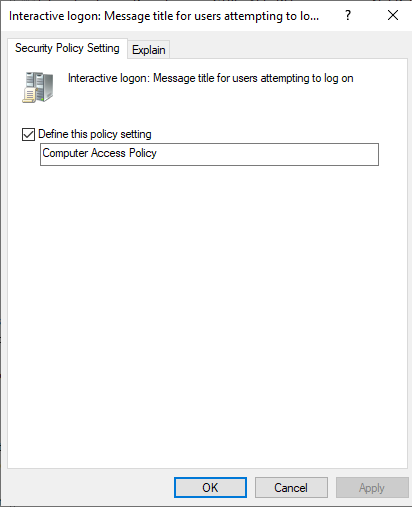 Interactive logon: Message title for users attempting to lo...
?
Security Policy Setting
Explain
Interactive logon: Message title for users attempting to log on
Define this policy setting
Computer Access Policy
OK
Cancel
Apply